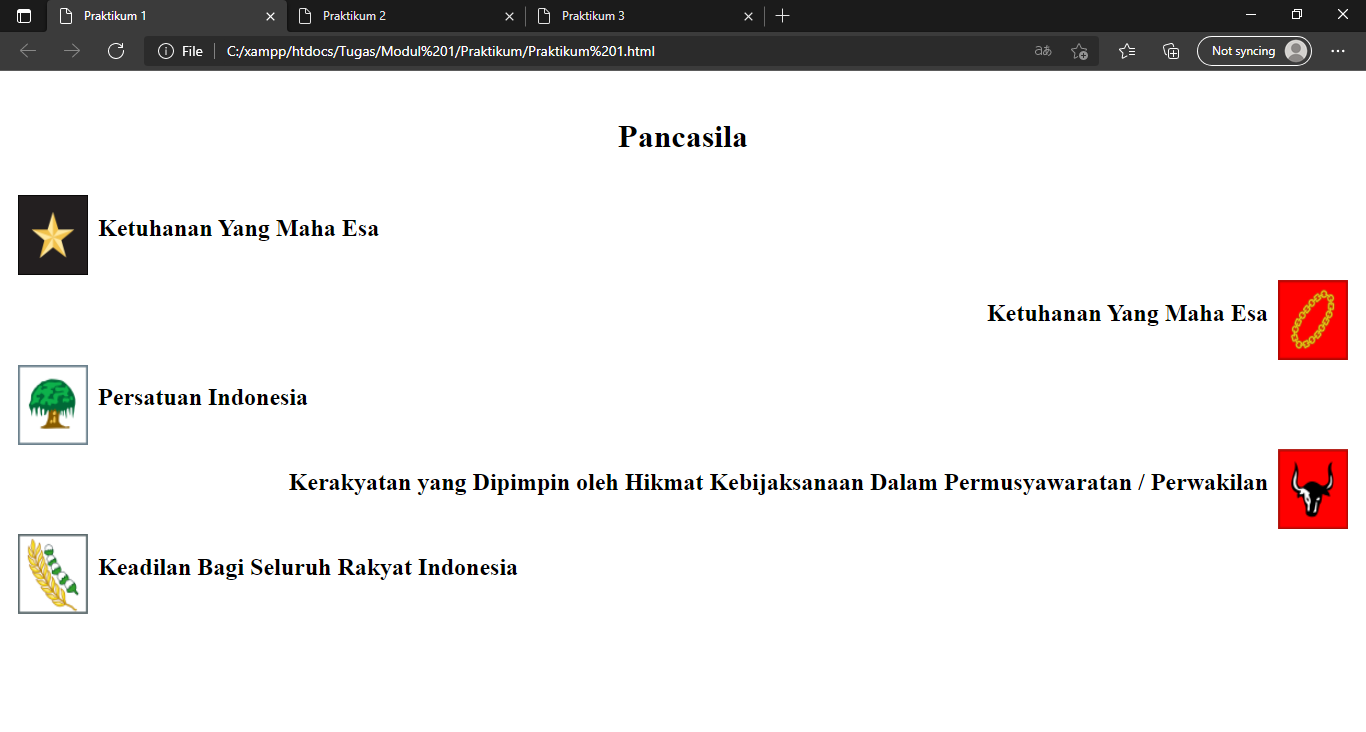 Praktikum 1
Praktikum 2
Praktikum 3
File
C:/xampp/htdocs/Tugas/Modul%201/Praktikum/Praktikum%201.html
aあ
Not syncing
Pancasila
Ketuhanan Yang Maha Esa
Ketuhanan Yang Maha Esa
Persatuan Indonesia
Kerakyatan yang Dipimpin oleh Hikmat Kebijaksanaan Dalam Permusyawaratan / Perwakilan
Keadilan Bagi Seluruh Rakyat Indonesia